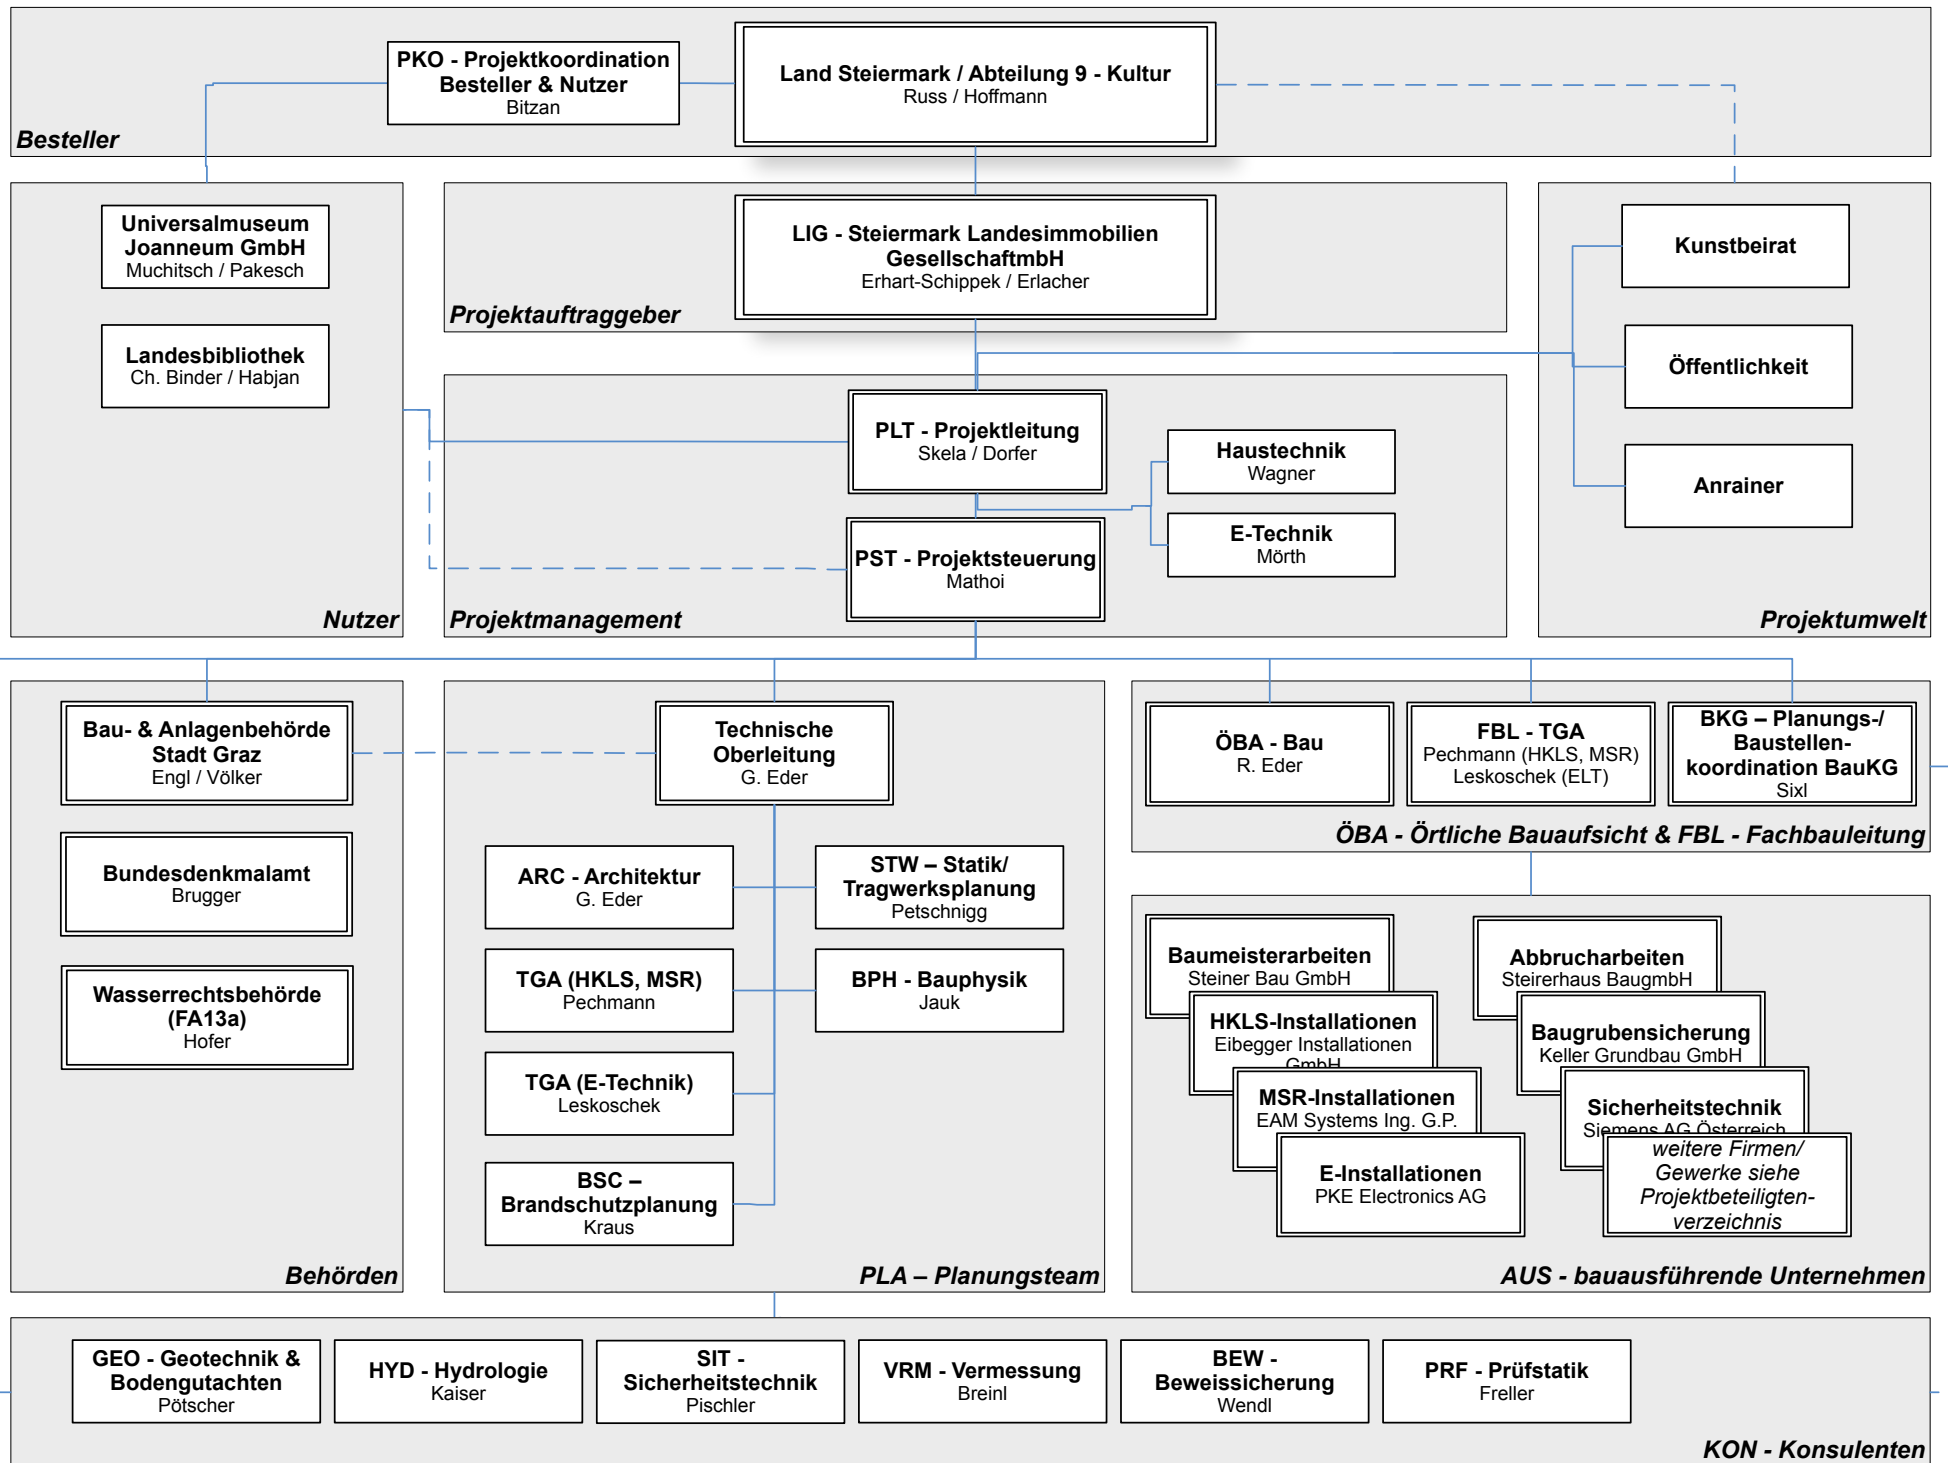 PKO - Projektkoordination
Besteller & Nutzer
Bitzan
Land Steiermark / Abteilung 9 - Kultur
Russ / Hoffmann
Besteller
Universalmuseum
Joanneum GmbH
Muchitsch / Pakesch
Landesbibliothek
Ch. Binder / Habjan
Nutzer
LIG - Steiermark Landesimmobilien
GesellschaftmbH
Erhart-Schippek / Erlacher
Projektauftraggeber
PLT - Projektleitung
Skela / Dorfer
Haustechnik
Wagner
E-Technik
Mörth
PST - Projektsteuerung
Mathoi
Projektmanagement
Kunstbeirat
Öffentlichkeit
Anrainer
Projektumwelt
Bau- & Anlagenbehörde
Stadt Graz
Engl / Völker
Bundesdenkmalamt
Brugger
Wasserrechtsbehörde
(FA13a)
Hofer
Behörden
Technische
Oberleitung
G. Eder
ARC - Architektur
G. Eder
STW – Statik/
Tragwerksplanung
Petschnigg
TGA (HKLS, MSR)
Pechmann
BPH - Bauphysik
Jauk
TGA (E-Technik)
Leskoschek
BSC –
Brandschutzplanung
Kraus
PLA – Planungsteam
ÖBA - Bau
R. Eder
FBL - TGA
Pechmann (HKLS, MSR)
Leskoschek (ELT)
BKG – Planungs-/
Baustellen-
koordination BauKG
Sixl
ÖBA - Örtliche Bauaufsicht & FBL - Fachbauleitung
Baumeisterarbeiten
Steiner Bau GmbH
HKLS-Installationen
Eibegger Installationen
GmbH
MSR-Installationen
EAM Systems Ing. G.P.
E-Installationen
PKE Electronics AG
Abbrucharbeiten
Steirerhaus BaugmbH
Baugrubensicherung
Keller Grundbau GmbH
Sicherheitstechnik
Siemens AG Österreich
weitere Firmen/
Gewerke siehe
Projektbeteiligten-
verzeichnis
AUS - bauausführende Unternehmen
GEO - Geotechnik &
Bodengutachten
Pötscher
HYD - Hydrologie
Kaiser
SIT -
Sicherheitstechnik
Pischler
VRM - Vermessung
Breinl
BEW -
Beweissicherung
Wendl
PRF - Prüfstatik
Freller
KON - Konsulenten